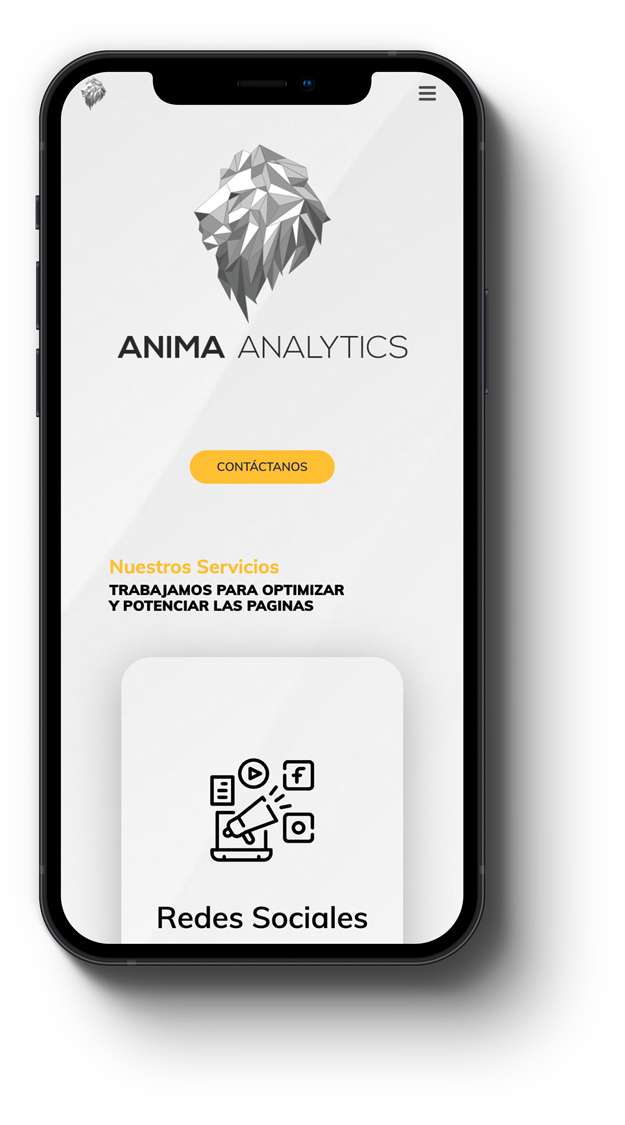 ANIMA ANALYTICS
CONTÁCTANOS
Nuestros Servicios
TRABAJAMOS PARA OPTIMIZAR
Y POTENCIAR LAS PAGINAS
Redes Sociales